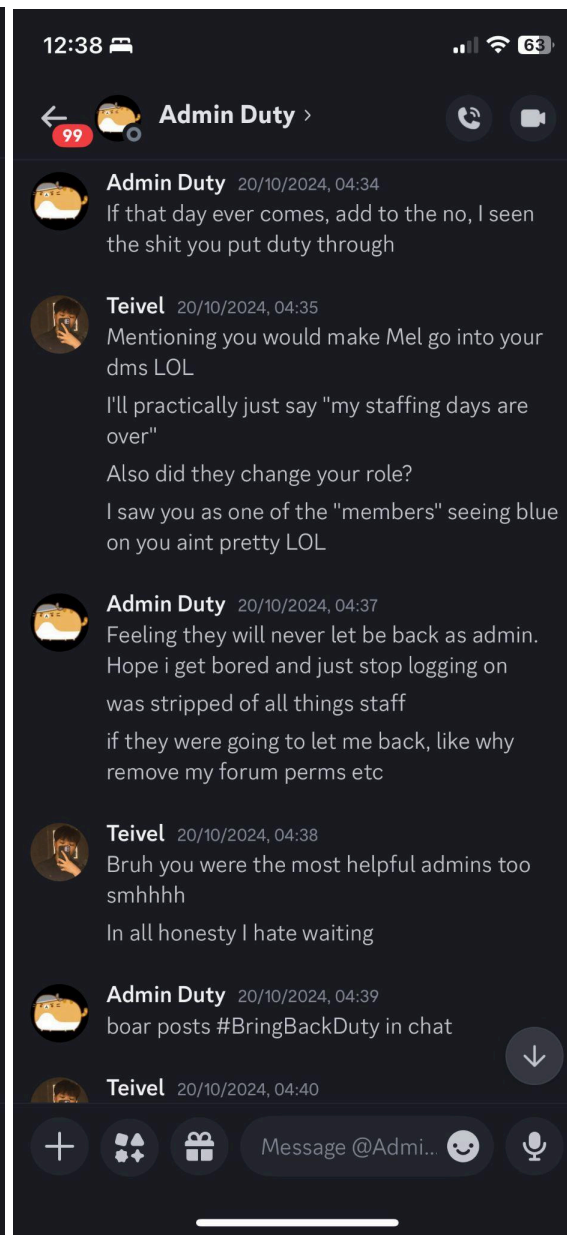 12:38
63
99
Admin Duty ›
Admin Duty 20/10/2024, 04:34
If that day ever comes, add to the no, I seen
the shit you put duty through
Teivel 20/10/2024, 04:35
Mentioning you would make Mel go into your
dms LOL
I'll practically just say "my staffing days are
over"
Also did they change your role?
I saw you as one of the "members" seeing blue
on you aint pretty LOL
Admin Duty 20/10/2024, 04:37
Feeling they will never let be back as admin.
Hope i get bored and just stop logging on
was stripped of all things staff
if they were going to let me back, like why
remove my forum perms etc
Teivel 20/10/2024, 04:38
Bruh you were the most helpful admins too
smhhhh
In all honesty I hate waiting
Admin Duty 20/10/2024, 04:39
boar posts #BringBackDuty in chat
Teivel 20/10/2024, 04:40
Message @Admi...